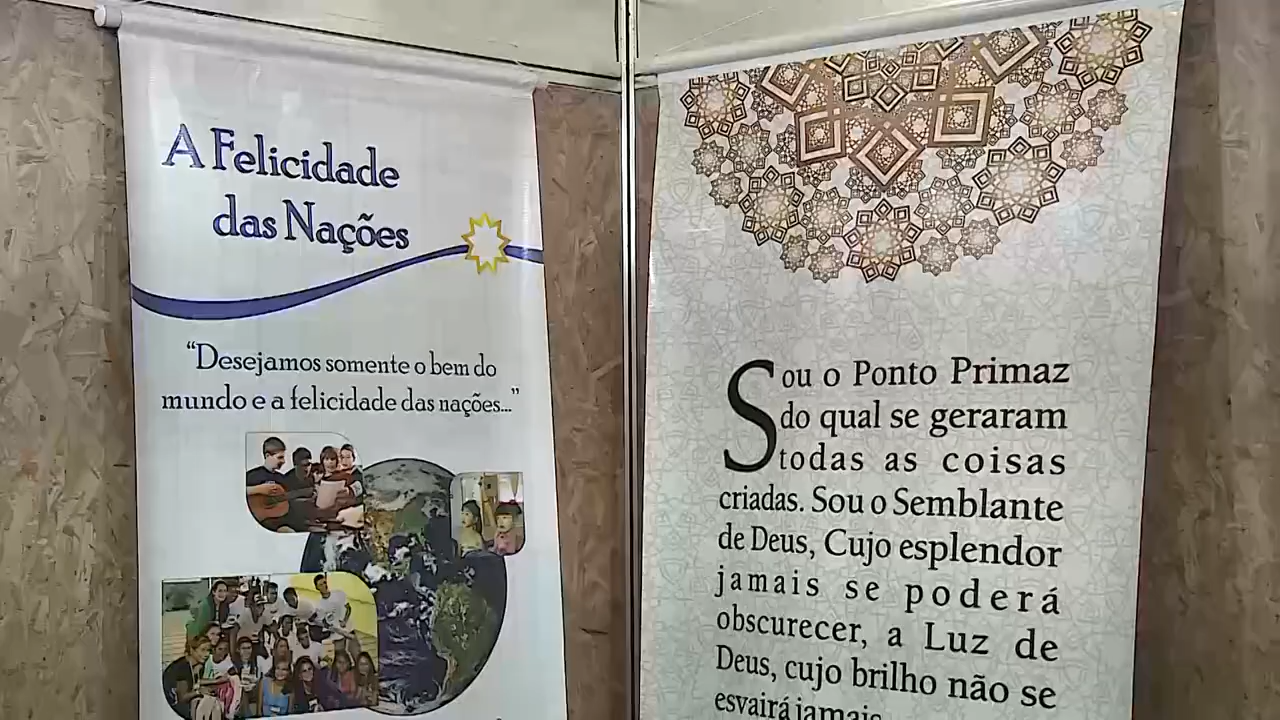 A Felicidade
das Nações
“Desejamos somente o bem do
mundo e a felicidade das nações...”
Sou o Ponto Primaz
do qual se geraram
todas as coisas
criadas. Sou o Semblante
de Deus, Cujo esplendor
jamais se poderá
obscurecer, a Luz de
Deus, cujo brilho não se
esvairá jamais